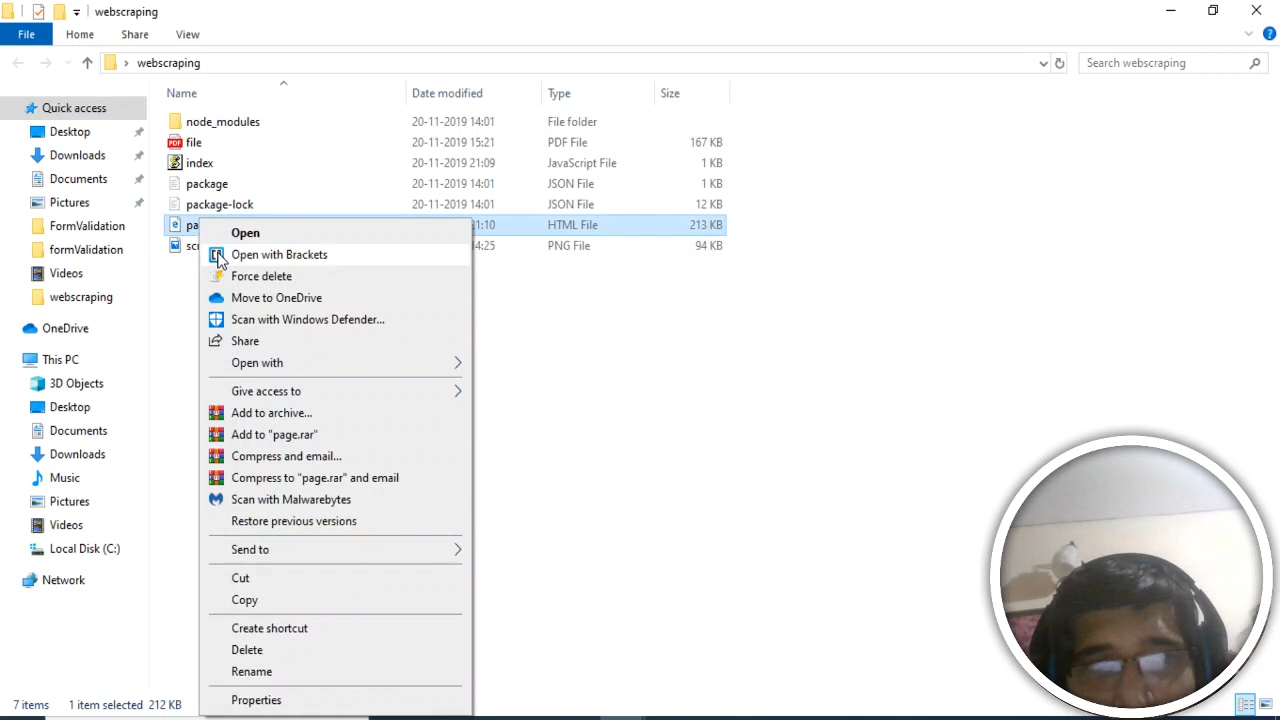 webscraping
File Home Share View
webscraping Search webscraping
Name Date modified Type Size
Quick access
Desktop
Downloads
Documents
Pictures
FormValidation
formValidation
Videos
webscraping
OneDrive
This PC
3D Objects
Desktop
Documents
Downloads
Music
Pictures
Videos
Local Disk (C:)
Network
node_modules 20-11-2019 14:01 File folder
file 20-11-2019 15:21 PDF File 167 KB
index 20-11-2019 21:09 JavaScript File 1 KB
package 20-11-2019 14:01 JSON File 1 KB
package-lock 20-11-2019 14:01 JSON File 12 KB
21:10 HTML File 213 KB
14:25 PNG File 94 KB
Open
Open with Brackets
Force delete
Move to OneDrive
Scan with Windows Defender...
Share
Open with
Give access to
Add to archive...
Add to "page.rar"
Compress and email...
Compress to "page.rar" and email
Scan with Malwarebytes
Restore previous versions
Send to
Cut
Copy
Create shortcut
Delete
Rename
Properties
7 items 1 item selected 212 KB